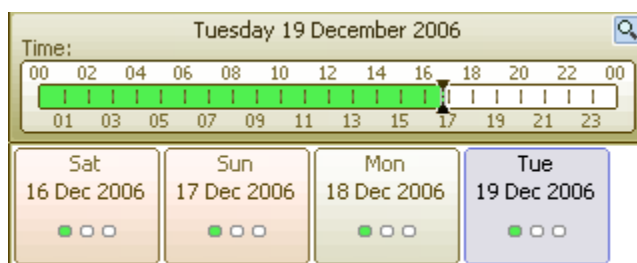 Tuesday 19 December 2006
Time:
00 02 04 06 08 10 12 14 16 18 20 22 00
01 03 05 07 09 11 13 15 17 19 21 23
Sat Sun Mon Tue
16 Dec 2006 17 Dec 2006 18 Dec 2006 19 Dec 2006